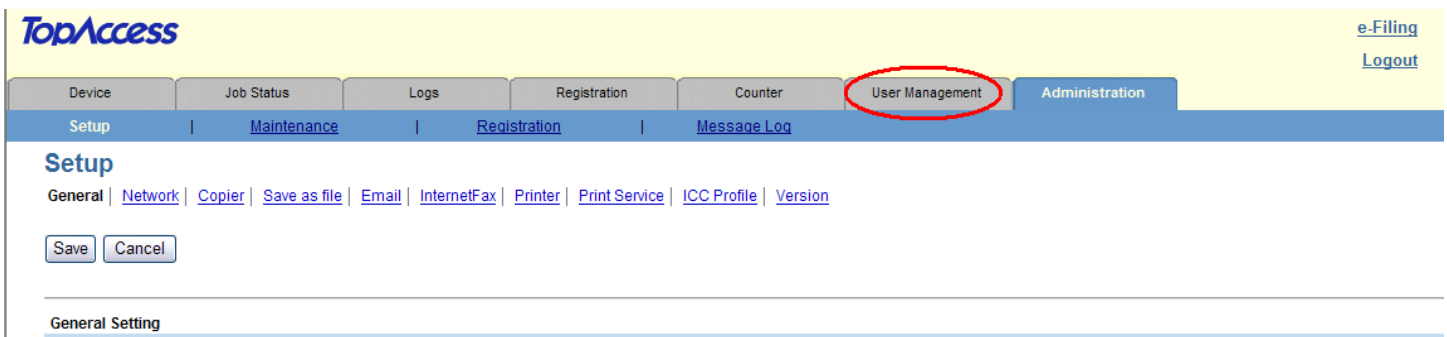 TopAccess
e-Filing
Logout
Device Job Status Logs Registration Counter User Management Administration
Setup | Maintenance | Registration | Message Log
Setup
General | Network | Copier | Save as file | Email | InternetFax | Printer | Print Service | ICC Profile | Version
Save Cancel
General Setting